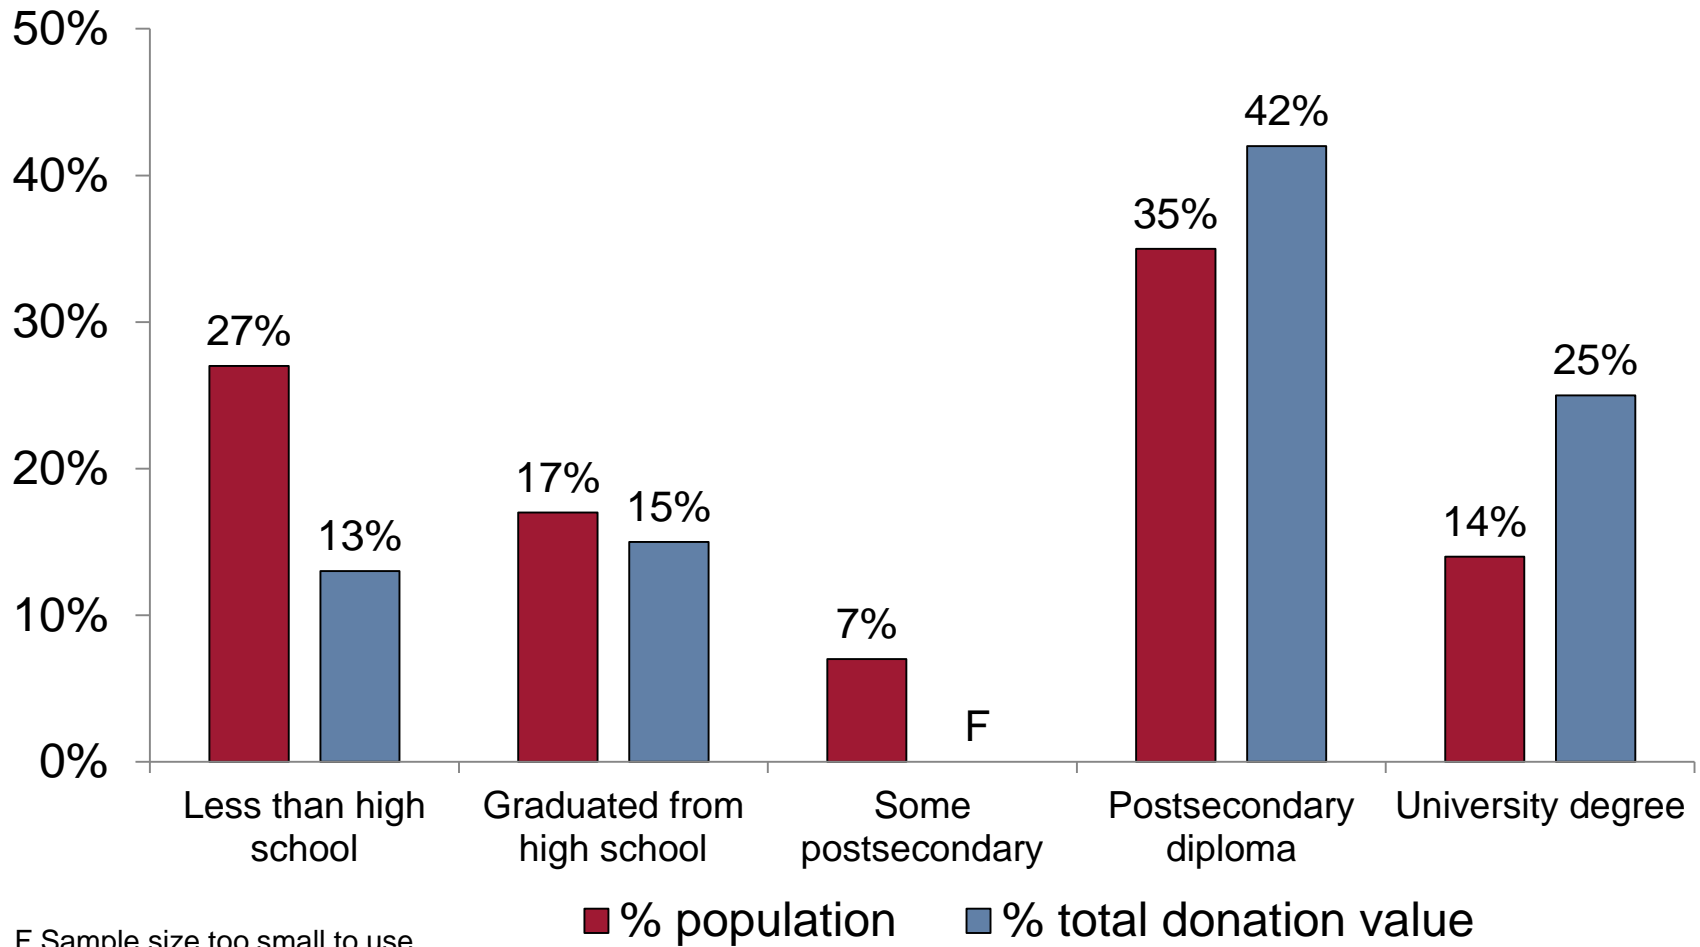 50%
40%
30%
20%
10%
0%
27%
13%
17%
15%
7%
F
35%
42%
14%
25%
Less than high
school
Graduated from
high school
Some
postsecondary
Postsecondary
diploma
University degree
% population
% total donation value
F Sample size too small to use